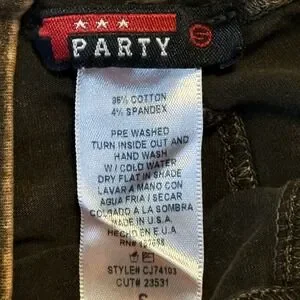 T PARTY
S
96% COTTON
4% SPANDEX
PRE WASHED
TURN INSIDE OUT AND
HAND WASH
W / COLD WATER
DRY FLAT IN SHADE
LAVAR A MANO CON
AGUA FRIA / SECAR
COLGADO A LA SOMBRA
MADE IN U.S.A.
HECHO EN E.U.A
STYLE# CJ74103
CUT# 23531
S